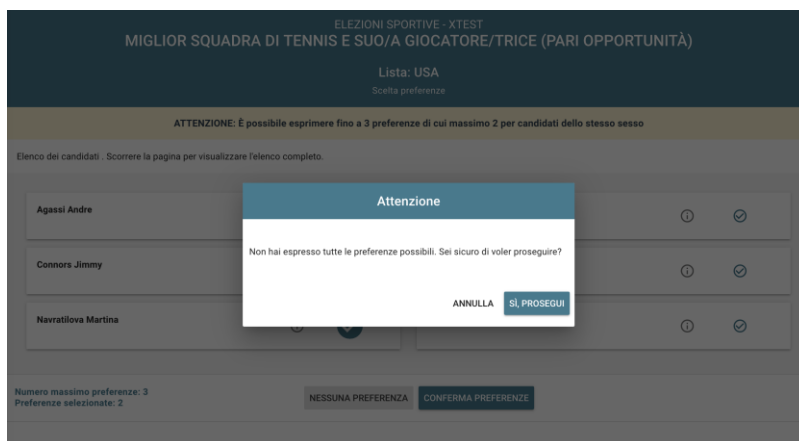 ELEZIONI SPORTIVE - XTEST
MIGLIOR SQUADRA DI TENNIS E SUO/A GIOCATORE/TRICE (PARI OPPORTUNITÀ)
Lista: USA
Scelta preferenze
ATTENZIONE: È possibile esprimere fino a 3 preferenze di cui massimo 2 per candidati dello stesso sesso
Elenco dei candidati . Scorrere la pagina per visualizzare l'elenco completo.
Agassi Andre
Connors Jimmy
Navratilova Martina
Attenzione
Non hai espresso tutte le preferenze possibili. Sei sicuro di voler proseguire?
ANNULLA
SÌ, PROSEGUI
Numero massimo preferenze: 3
Preferenze selezionate: 2
NESSUNA PREFERENZA
CONFERMA PREFERENZE